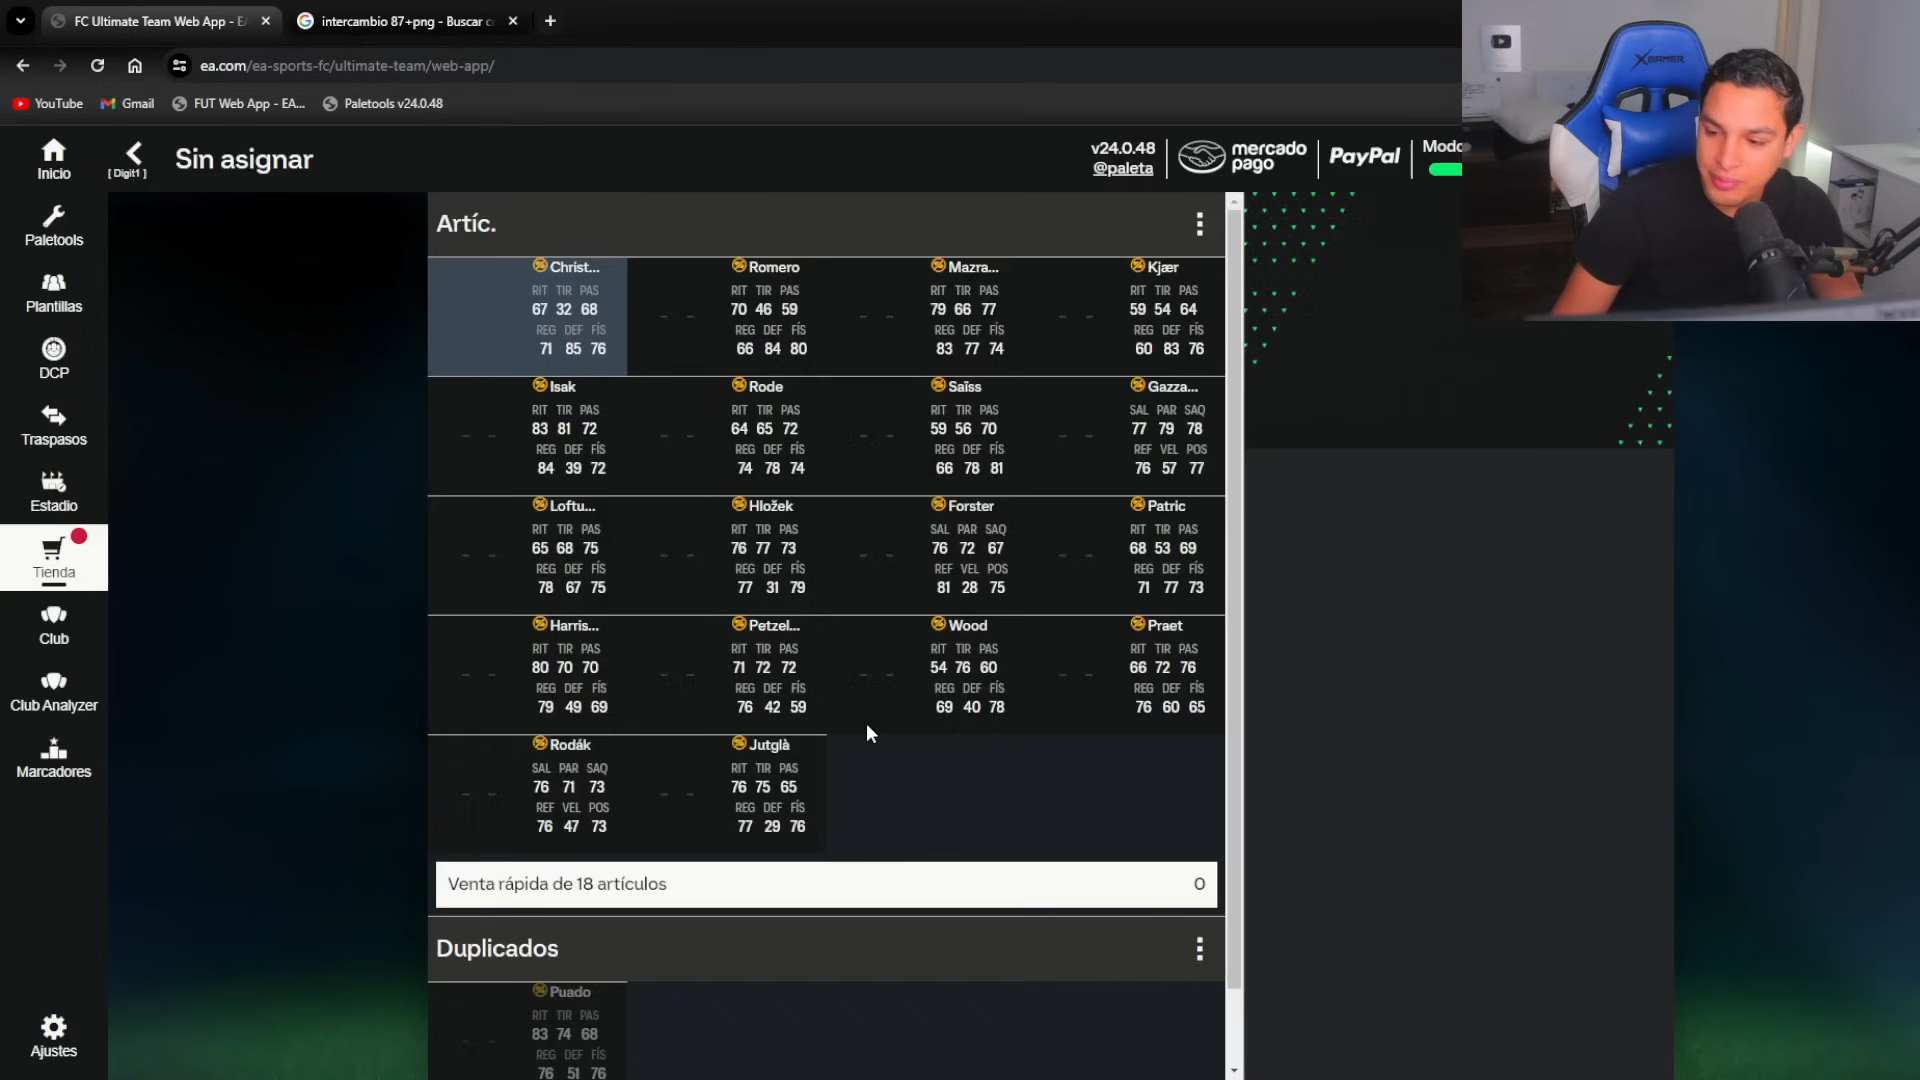 FC Ultimate Team Web App - E
intercambio 87+png - Buscar c
ea.com/ea-sports-fc/ultimate-team/web-app/
YouTube
Gmail
FUT Web App - EA...
Paletools v24.0.48
XGAMER
Inicio
[ Digit1 ]
Sin asignar
v24.0.48
@paleta
mercado
pago
PayPal
Modo
Paletools
Plantillas
DCP
Traspasos
Estadio
Tienda
Club
Club Analyzer
Marcadores
Ajustes
Artíc.
Christ... Romero Mazra... Kjær
RIT TIR PAS RIT TIR PAS RIT TIR PAS RIT TIR PAS
67 32 68 70 46 59 79 66 77 59 54 64
REG DEF FÍS REG DEF FÍS REG DEF FÍS REG DEF FÍS
71 85 76 66 84 80 83 77 74 60 83 76
Isak Rode Saïss Gazza...
RIT TIR PAS RIT TIR PAS RIT TIR PAS SAL PAR SAQ
83 81 72 64 65 72 59 56 70 77 79 78
REG DEF FÍS REG DEF FÍS REG DEF FÍS REF VEL POS
84 39 72 74 78 74 66 78 81 76 57 77
Loftu... Hložek Forster Patric
RIT TIR PAS RIT TIR PAS SAL PAR SAQ RIT TIR PAS
65 68 75 76 77 73 76 72 67 68 53 69
REG DEF FÍS REG DEF FÍS REF VEL POS REG DEF FÍS
78 67 75 77 31 79 81 28 75 71 77 73
Harris... Petzel... Wood Praet
RIT TIR PAS RIT TIR PAS RIT TIR PAS RIT TIR PAS
80 70 70 71 72 72 54 76 60 66 72 76
REG DEF FÍS REG DEF FÍS REG DEF FÍS REG DEF FÍS
79 49 69 76 42 59 69 40 78 76 60 65
Rodák Jutglà
SAL PAR SAQ RIT TIR PAS
76 71 73 76 75 65
REF VEL POS REG DEF FÍS
76 47 73 77 29 76
Venta rápida de 18 artículos 0
Duplicados
Puado
RIT TIR PAS
83 74 68
REG DEF FÍS
76 51 76